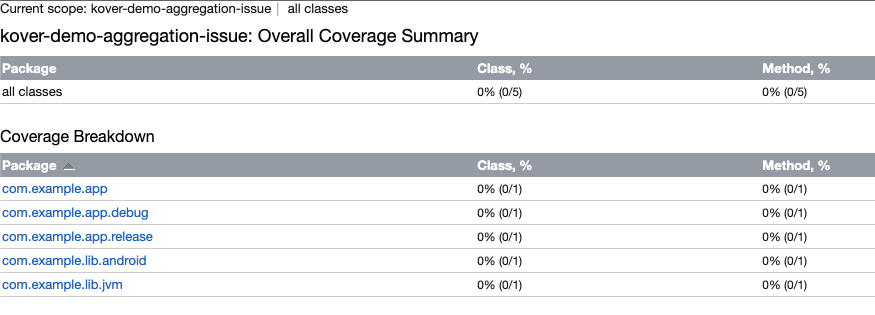 Current scope: kover-demo-aggregation-issue | all classes
kover-demo-aggregation-issue: Overall Coverage Summary
Package Class, % Method, %
all classes 0% (0/5) 0% (0/5)
Coverage Breakdown
Package Class, % Method, %
com.example.app 0% (0/1) 0% (0/1)
com.example.app.debug 0% (0/1) 0% (0/1)
com.example.app.release 0% (0/1) 0% (0/1)
com.example.lib.android 0% (0/1) 0% (0/1)
com.example.lib.jvm 0% (0/1) 0% (0/1)